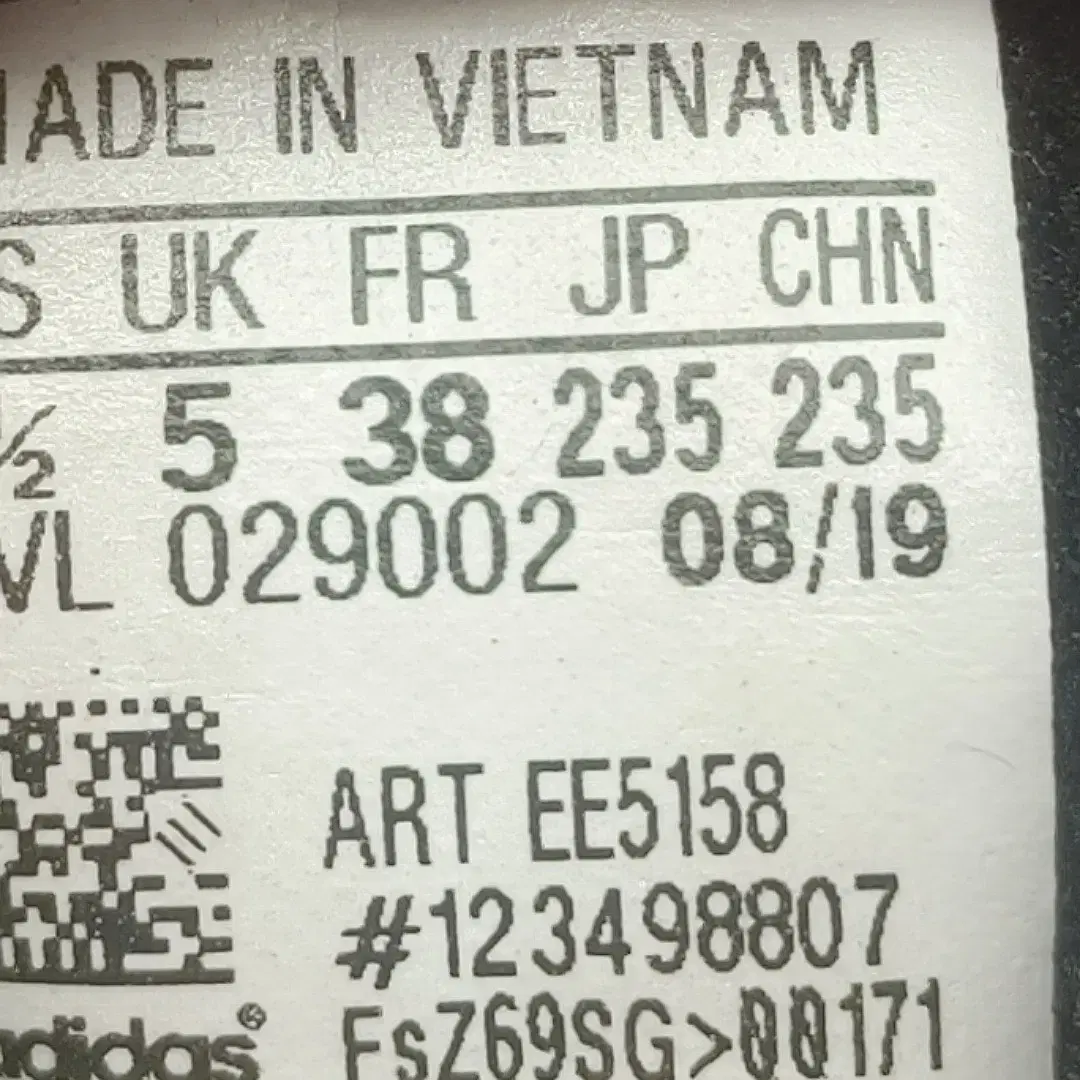 MADE IN VIETNAM
S UK FR JP CHN
½ 5 38 235 235
VL 029002 08/19
ART EE5158
#123498807
adidas® FsZ69SG>00171